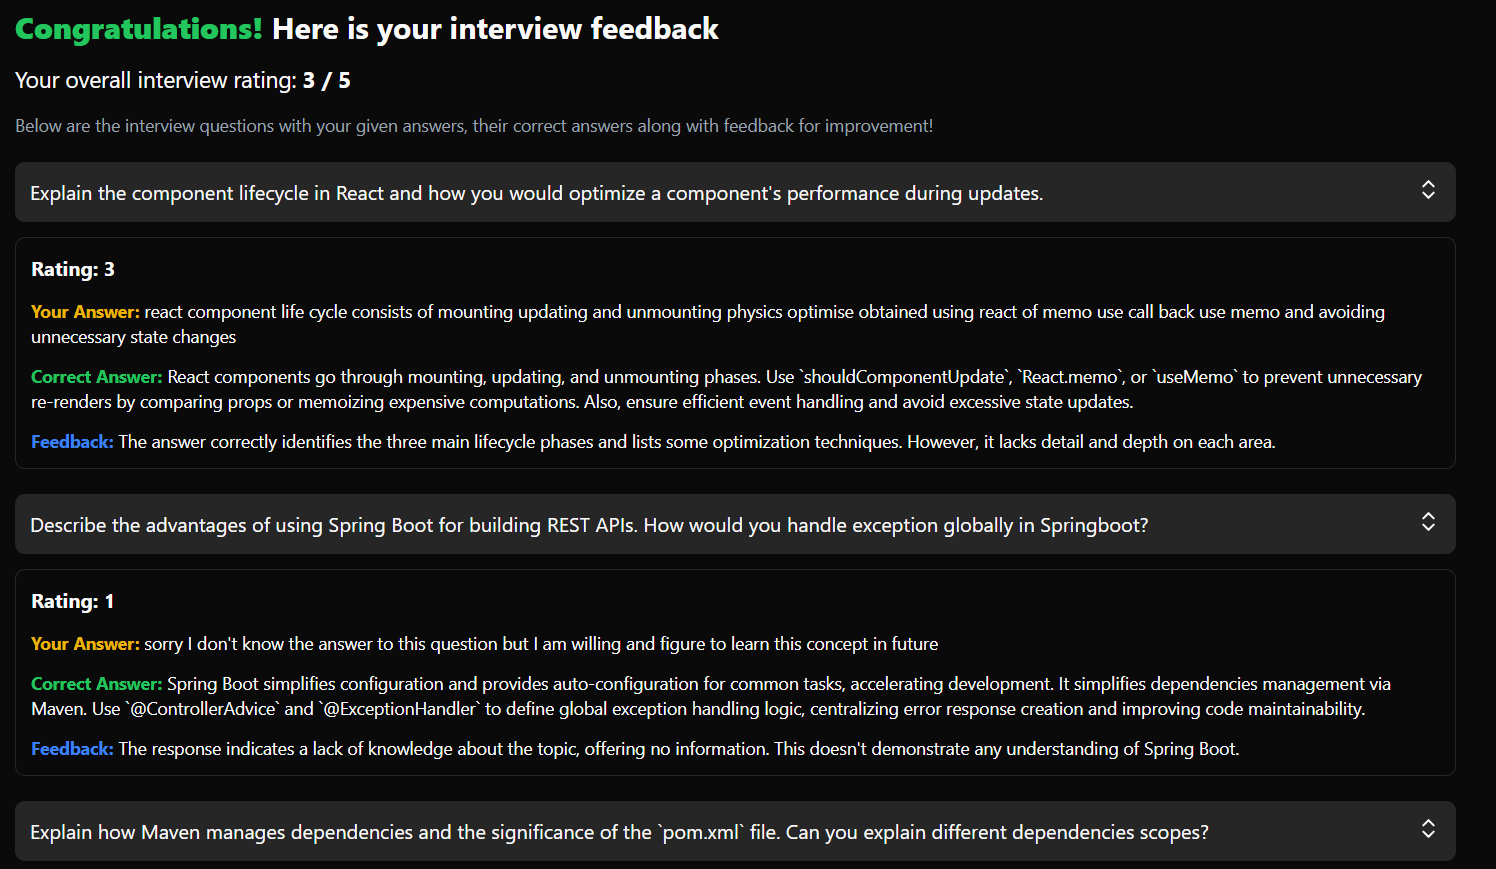 Congratulations! Here is your interview feedback
Your overall interview rating: 3 / 5
Below are the interview questions with your given answers, their correct answers along with feedback for improvement!
Explain the component lifecycle in React and how you would optimize a component's performance during updates.
Rating: 3
Your Answer: react component life cycle consists of mounting updating and unmounting physics optimise obtained using react of memo use call back use memo and avoiding
unnecessary state changes
Correct Answer: React components go through mounting, updating, and unmounting phases. Use `shouldComponentUpdate`, `React.memo`, or `useMemo` to prevent unnecessary
re-renders by comparing props or memoizing expensive computations. Also, ensure efficient event handling and avoid excessive state updates.
Feedback: The answer correctly identifies the three main lifecycle phases and lists some optimization techniques. However, it lacks detail and depth on each area.
Describe the advantages of using Spring Boot for building REST APIs. How would you handle exception globally in Springboot?
Rating: 1
Your Answer: sorry I don't know the answer to this question but I am willing and figure to learn this concept in future
Correct Answer: Spring Boot simplifies configuration and provides auto-configuration for common tasks, accelerating development. It simplifies dependencies management via
Maven. Use `@ControllerAdvice` and `@ExceptionHandler` to define global exception handling logic, centralizing error response creation and improving code maintainability.
Feedback: The response indicates a lack of knowledge about the topic, offering no information. This doesn't demonstrate any understanding of Spring Boot.
Explain how Maven manages dependencies and the significance of the `pom.xml` file. Can you explain different dependencies scopes?